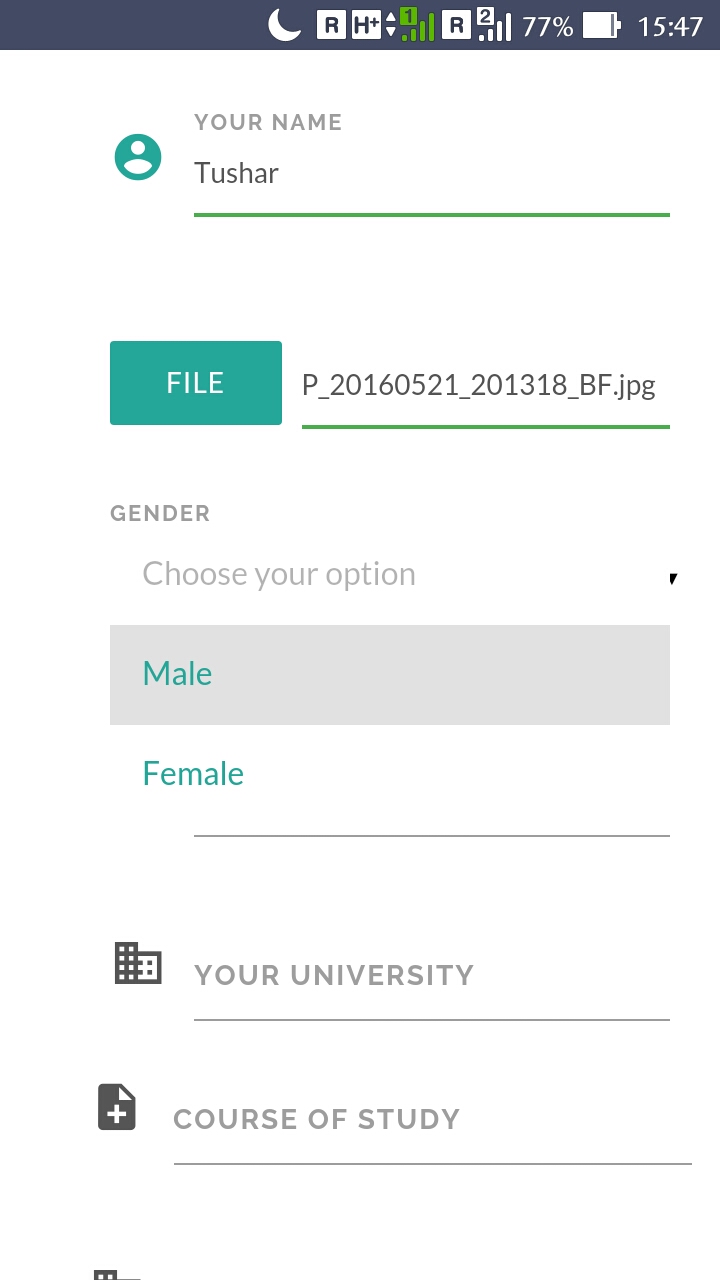 R H+ 1 R 2 77% 15:47
YOUR NAME
Tushar
FILE P_20160521_201318_BF.jpg
GENDER
Choose your option
Male
Female
YOUR UNIVERSITY
COURSE OF STUDY